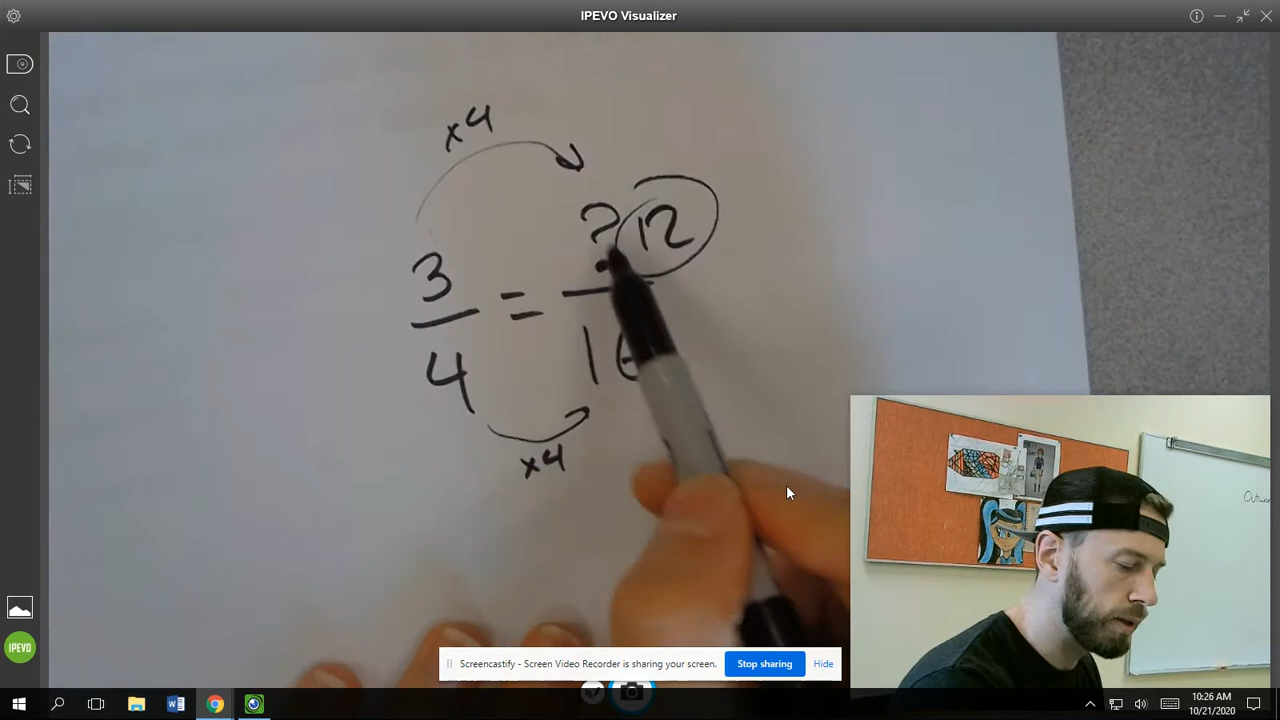 IPEVO Visualizer
x4
? 12
3
=
4
16
x4
IPEVO
Screencastify - Screen Video Recorder is sharing your screen.
Stop sharing
Hide
10:26 AM
10/21/2020